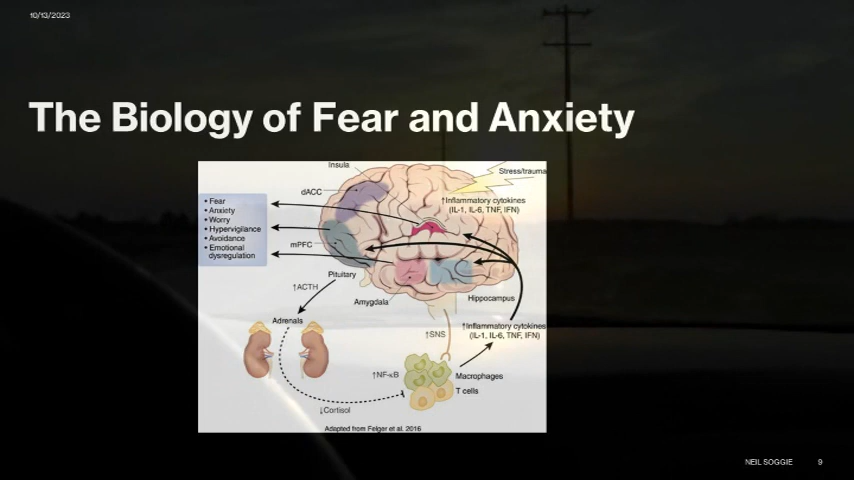 10/13/2023
The Biology of Fear and Anxiety
Insula
Stress/trauma
dACC
↑Inflammatory cytokines
(IL-1, IL-6, TNF, IFN)
• Fear
• Anxiety
• Worry
• Hypervigilance
• Avoidance
• Emotional
dysregulation
mPFC
Pituitary
↑ACTH
Amygdala
Hippocampus
Adrenals
↑Inflammatory cytokines
(IL-1, IL-6, TNF, IFN)
↑SNS
↑NF-κB
Macrophages
T cells
↓Cortisol
Adapted from Felger et al. 2016
NEIL SOGGIE
9